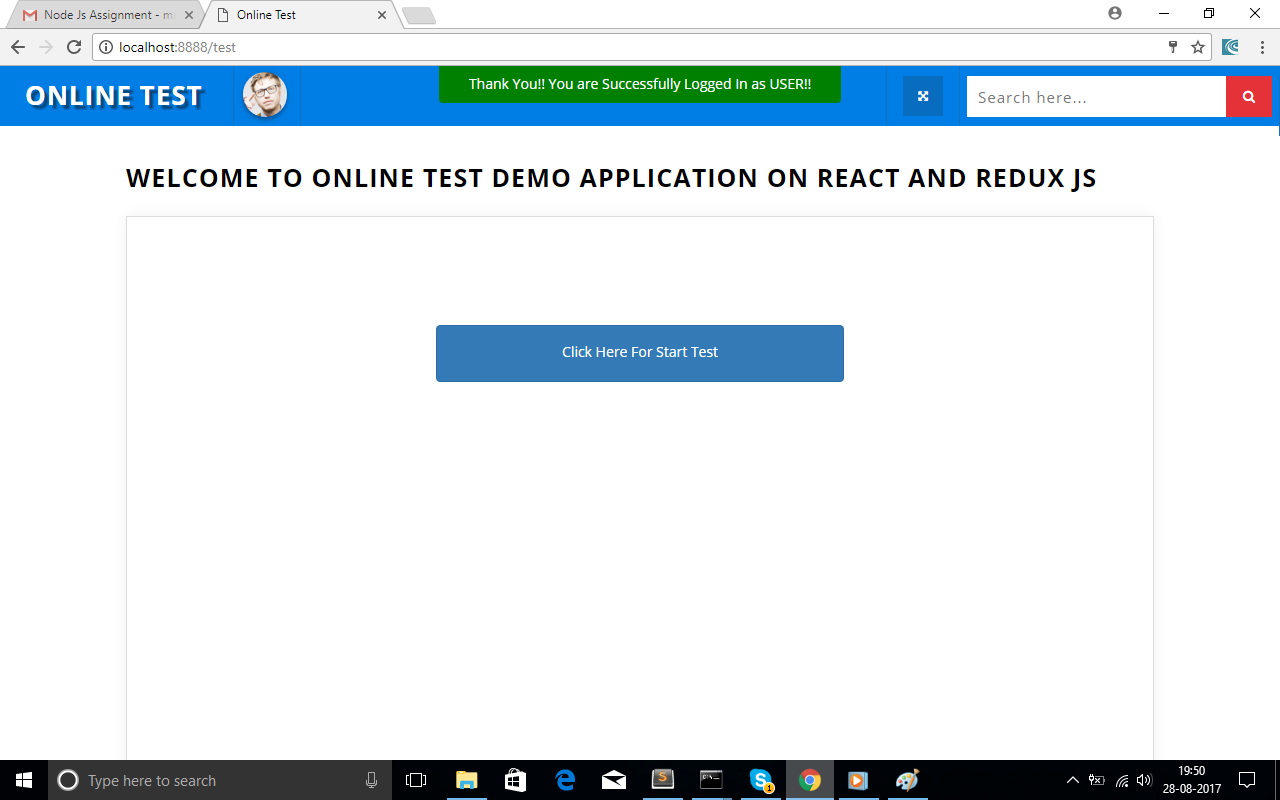 Node Js Assignment - m
Online Test
localhost:8888/test
ONLINE TEST
Thank You!! You are Successfully Logged In as USER!!
Search here...
WELCOME TO ONLINE TEST DEMO APPLICATION ON REACT AND REDUX JS
Click Here For Start Test
Type here to search
S
C:\.
S
1
19:50
28-08-2017